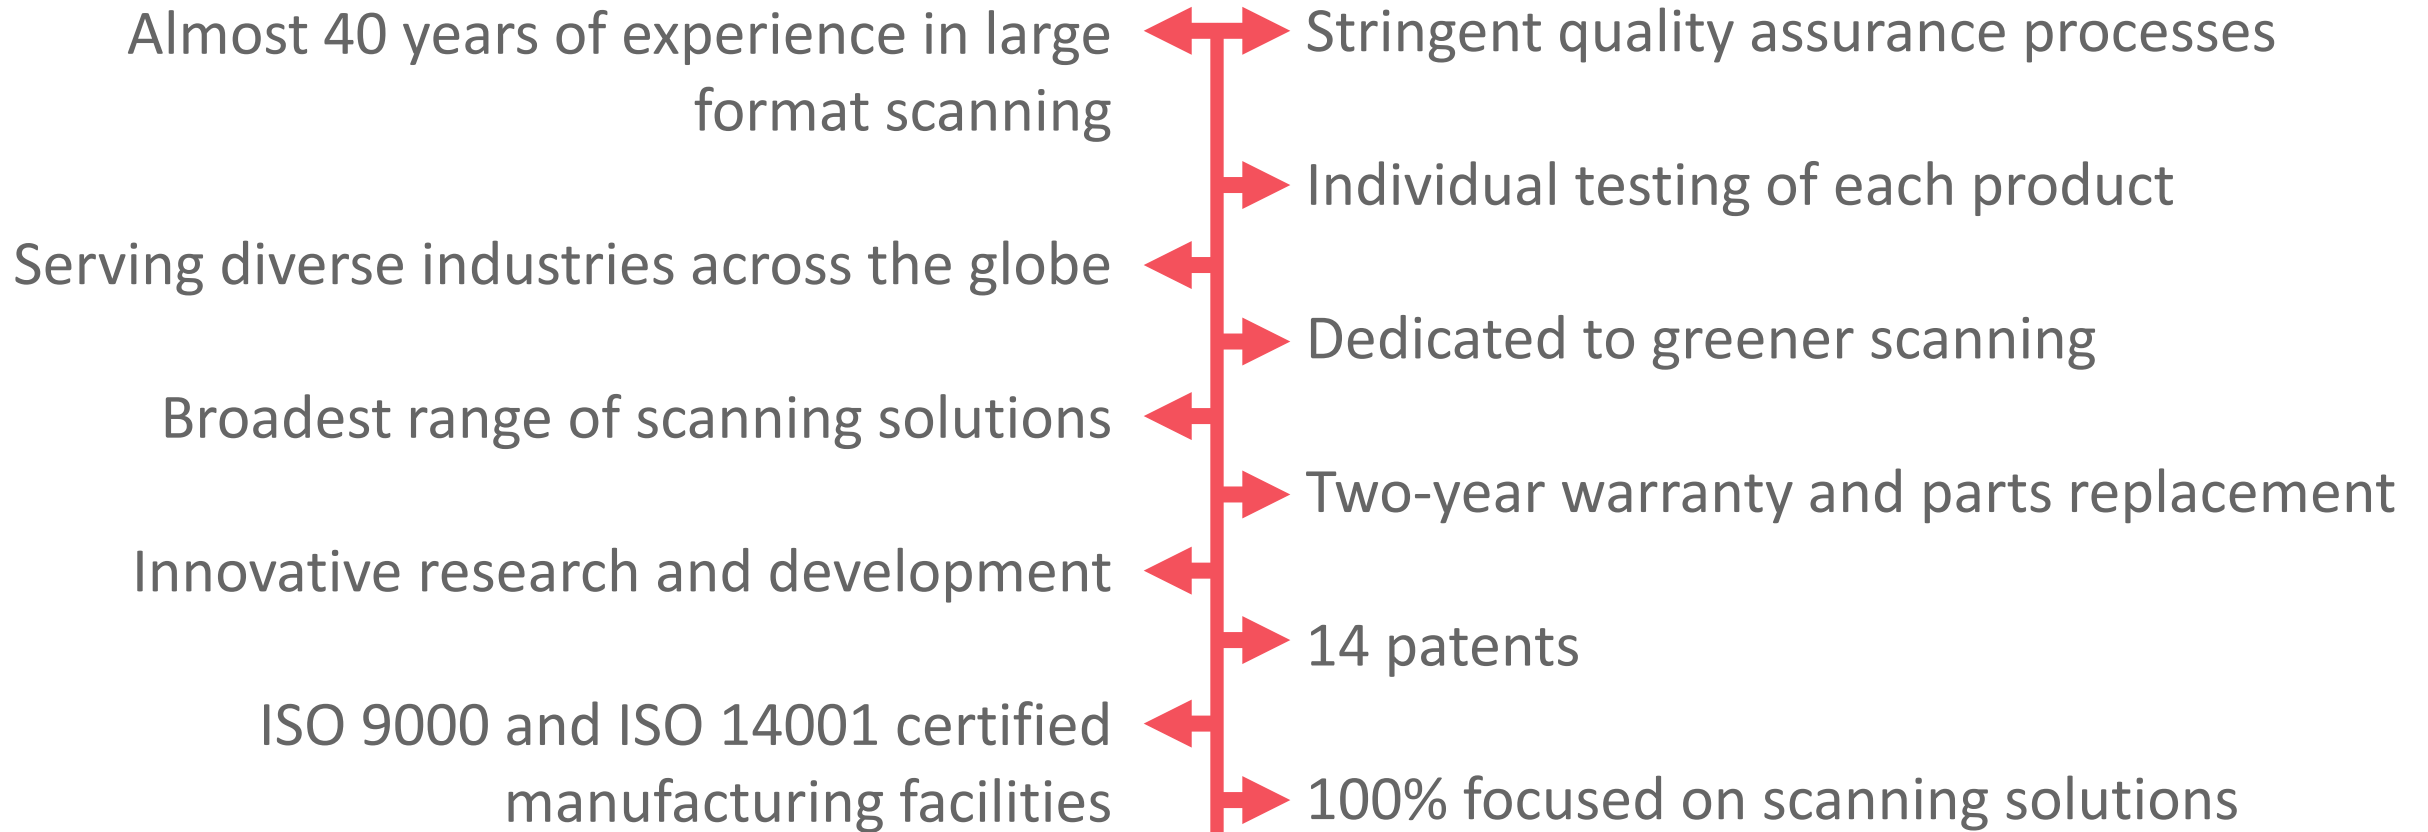 Almost 40 years of experience in large
format scanning
Serving diverse industries across the globe
Broadest range of scanning solutions
Innovative research and development
ISO 9000 and ISO 14001 certified
manufacturing facilities
Stringent quality assurance processes
Individual testing of each product
Dedicated to greener scanning
Two-year warranty and parts replacement
14 patents
100% focused on scanning solutions